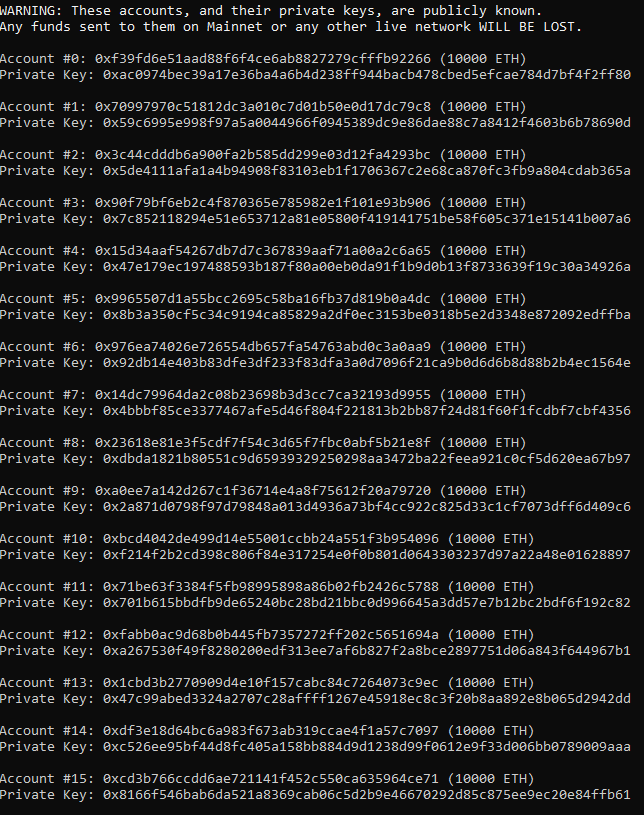 WARNING: These accounts, and their private keys, are publicly known.
Any funds sent to them on Mainnet or any other live network WILL BE LOST.
Account #0: 0xf39fd6e51aad88f6f4ce6ab8827279cfffb92266 (10000 ETH)
Private Key: 0xac0974bec39a17e36ba4a6b4d238ff944bacb478cbed5efcae784d7bf4f2ff80
Account #1: 0x70997970c51812dc3a010c7d01b50e0d17dc79c8 (10000 ETH)
Private Key: 0x59c6995e998f97a5a0044966f0945389dc9e86dae88c7a8412f4603b6b78690d
Account #2: 0x3c44cdddb6a900fa2b585dd299e03d12fa4293bc (10000 ETH)
Private Key: 0x5de4111afa1a4b94908f83103eb1f1706367c2e68ca870fc3fb9a804cdab365a
Account #3: 0x90f79bf6eb2c4f870365e785982e1f101e93b906 (10000 ETH)
Private Key: 0x7c852118294e51e653712a81e05800f419141751be58f605c371e15141b007a6
Account #4: 0x15d34aaf54267db7d7c367839aaf71a00a2c6a65 (10000 ETH)
Private Key: 0x47e179ec197488593b187f80a00eb0da91f1b9d0b13f8733639f19c30a34926a
Account #5: 0x9965507d1a55bcc2695c58ba16fb37d819b0a4dc (10000 ETH)
Private Key: 0x8b3a350cf5c34c9194ca85829a2df0ec3153be0318b5e2d3348e872092edffba
Account #6: 0x976ea74026e726554db657fa54763abd0c3a0aa9 (10000 ETH)
Private Key: 0x92db14e403b83dfe3df233f83dfa3a0d7096f21ca9b0d6d6b8d88b2b4ec1564e
Account #7: 0x14dc79964da2c08b23698b3d3cc7ca32193d9955 (10000 ETH)
Private Key: 0x4bbbf85ce3377467afe5d46f804f221813b2bb87f24d81f60f1fcdbf7cbf4356
Account #8: 0x23618e81e3f5cdf7f54c3d65f7fbc0abf5b21e8f (10000 ETH)
Private Key: 0xdbda1821b80551c9d65939329250298aa3472ba22feea921c0cf5d620ea67b97
Account #9: 0xa0ee7a142d267c1f36714e4a8f75612f20a79720 (10000 ETH)
Private Key: 0x2a871d0798f97d79848a013d4936a73bf4cc922c825d33c1cf7073dff6d409c6
Account #10: 0xbcd4042de499d14e55001ccbb24a551f3b954096 (10000 ETH)
Private Key: 0xf214f2b2cd398c806f84e317254e0f0b801d0643303237d97a22a48e01628897
Account #11: 0x71be63f3384f5fb98995898a86b02fb2426c5788 (10000 ETH)
Private Key: 0x701b615bbdfb9de65240bc28bd21bbc0d996645a3dd57e7b12bc2bdf6f192c82
Account #12: 0xfabb0ac9d68b0b445fb7357272ff202c5651694a (10000 ETH)
Private Key: 0xa267530f49f8280200edf313ee7af6b827f2a8bce2897751d06a843f644967b1
Account #13: 0x1cbd3b2770909d4e10f157cabc84c7264073c9ec (10000 ETH)
Private Key: 0x47c99abed3324a2707c28affff1267e45918ec8c3f20b8aa892e8b065d2942dd
Account #14: 0xdf3e18d64bc6a983f673ab319ccae4f1a57c7097 (10000 ETH)
Private Key: 0xc526ee95bf44d8fc405a158bb884d9d1238d99f0612e9f33d006bb0789009aaa
Account #15: 0xcd3b766ccdd6ae721141f452c550ca635964ce71 (10000 ETH)
Private Key: 0x8166f546bab6da521a8369cab06c5d2b9e46670292d85c875ee9ec20e84ffb61